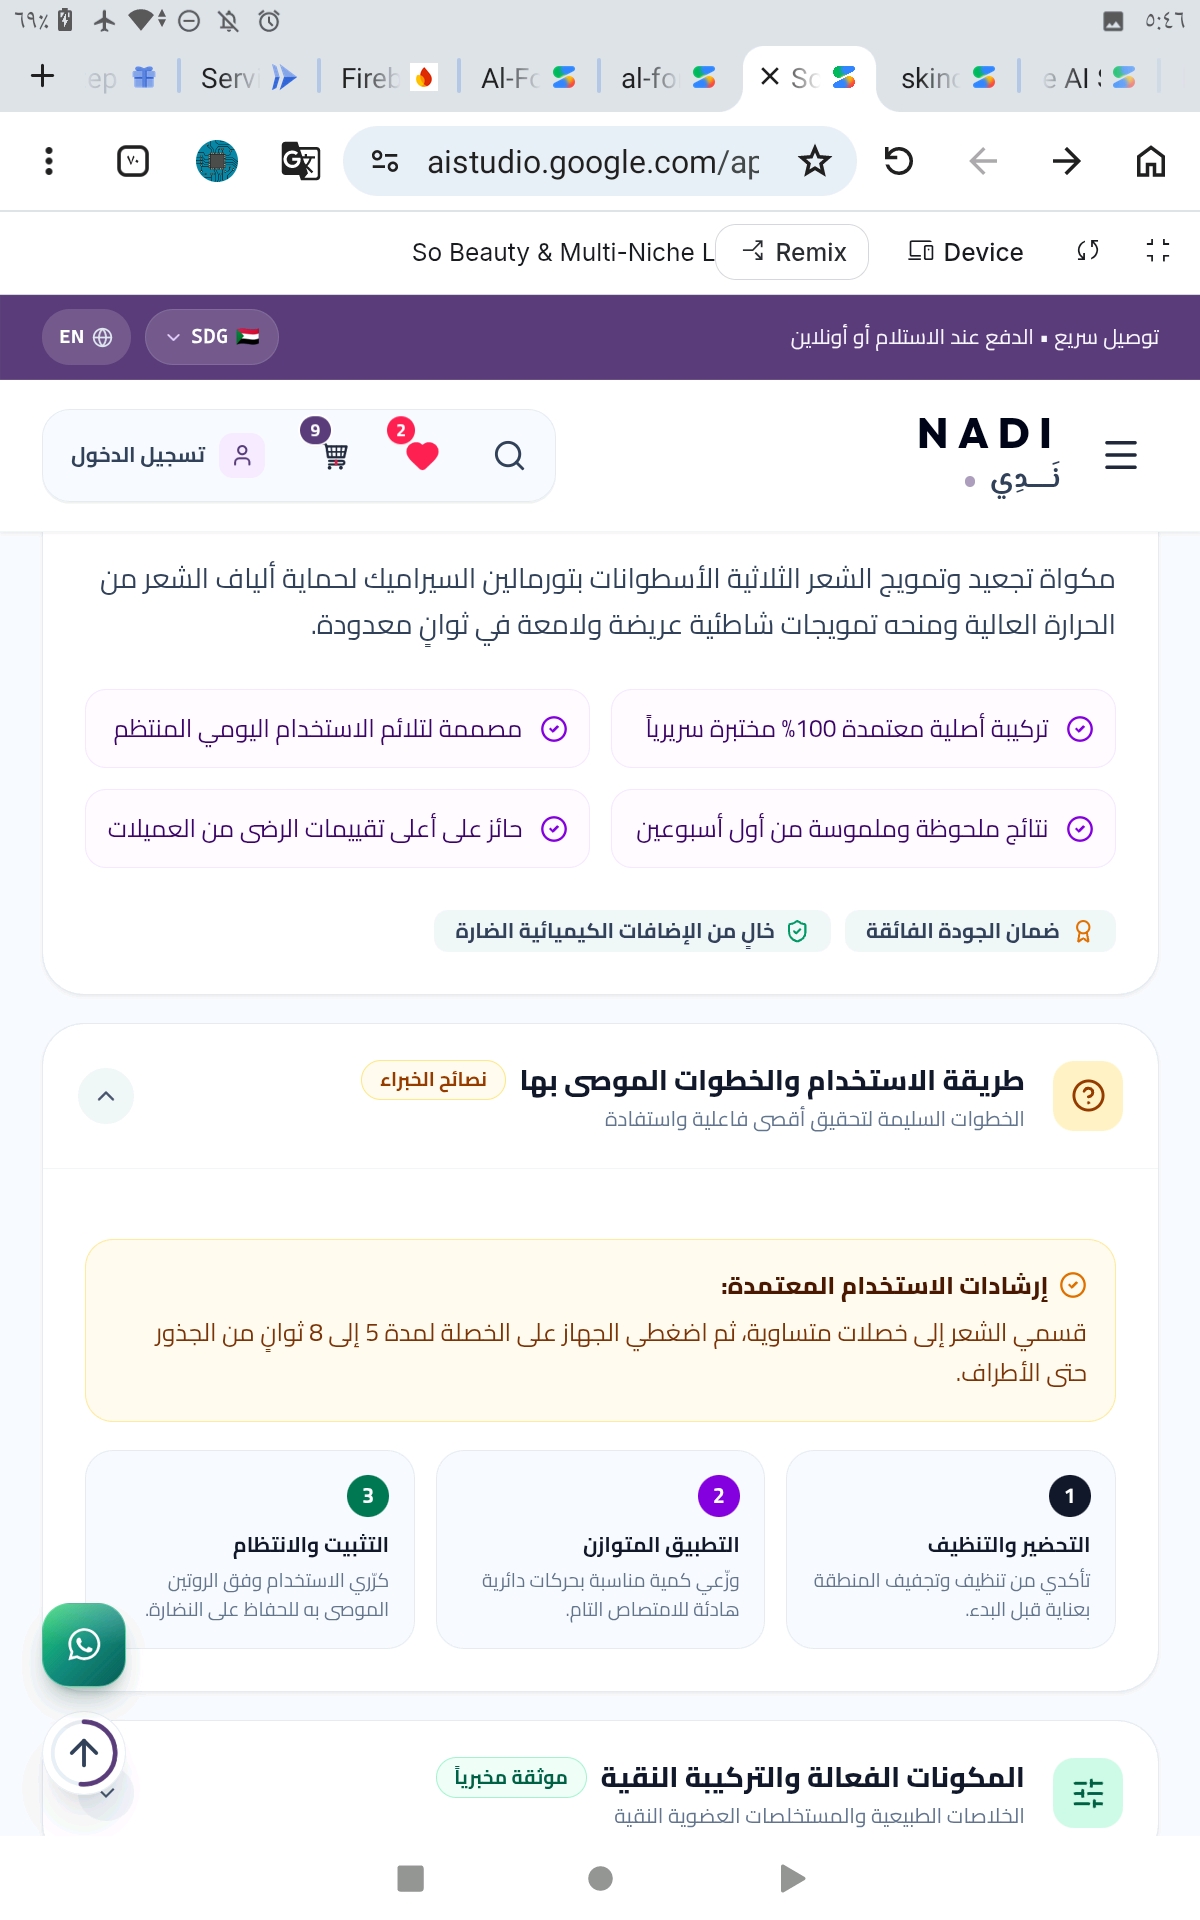 ٦٩٪
٥:٤٦
ep
Servi
Fireb
Al-Fo
al-fo
So
skinc
e AI S
٧٠
aistudio.google.com/ap
So Beauty & Multi-Niche L
Remix
Device
توصيل سريع • الدفع عند الاستلام أو أونلاين
SDG
EN
NADI
نَــدِي
2
9
تسجيل الدخول
مكواة تجعيد وتمويج الشعر الثلاثية الأسطوانات بتورمالين السيراميك لحماية ألياف الشعر من
الحرارة العالية ومنحه تمويجات شاطئية عريضة ولامعة في ثوانٍ معدودة.
تركيبة أصلية معتمدة 100% مختبرة سريرياً
مصممة لتلائم الاستخدام اليومي المنتظم
نتائج ملحوظة وملموسة من أول أسبوعين
حائز على أعلى تقييمات الرضى من العميلات
ضمان الجودة الفائقة
خالٍ من الإضافات الكيميائية الضارة
طريقة الاستخدام والخطوات الموصى بها
نصائح الخبراء
الخطوات السليمة لتحقيق أقصى فاعلية واستفادة
إرشادات الاستخدام المعتمدة:
قسمي الشعر إلى خصلات متساوية، ثم اضغطي الجهاز على الخصلة لمدة 5 إلى 8 ثوانٍ من الجذور
حتى الأطراف.
1
التحضير والتنظيف
تأكدي من تنظيف وتجفيف المنطقة
بعناية قبل البدء.
2
التطبيق المتوازن
وزّعي كمية مناسبة بحركات دائرية
هادئة للامتصاص التام.
3
التثبيت والانتظام
كرّري الاستخدام وفق الروتين
الموصى به للحفاظ على النضارة.
المكونات الفعالة والتركيبة النقية
موثقة مخبرياً
الخلاصات الطبيعية والمستخلصات العضوية النقية